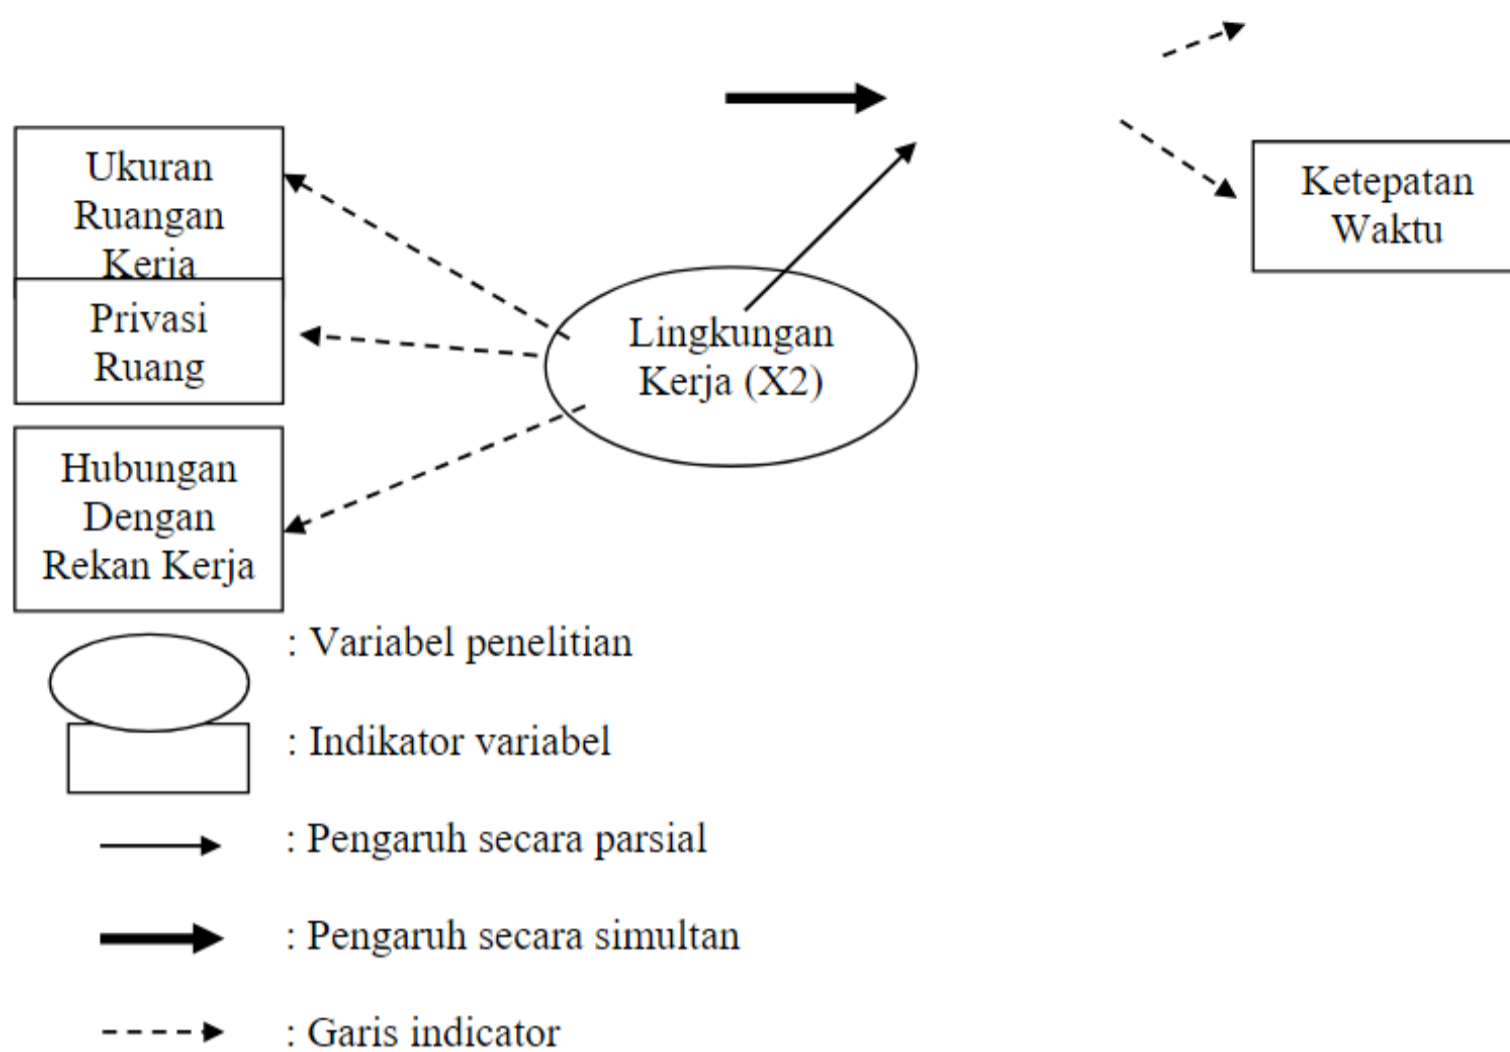 Ukuran
Ruangan
Kerja
Privasi
Ruang
Hubungan
Dengan
Rekan Kerja
Lingkungan
Kerja (X2)
Ketepatan
Waktu
: Variabel penelitian
: Indikator variabel
: Pengaruh secara parsial
: Pengaruh secara simultan
: Garis indicator